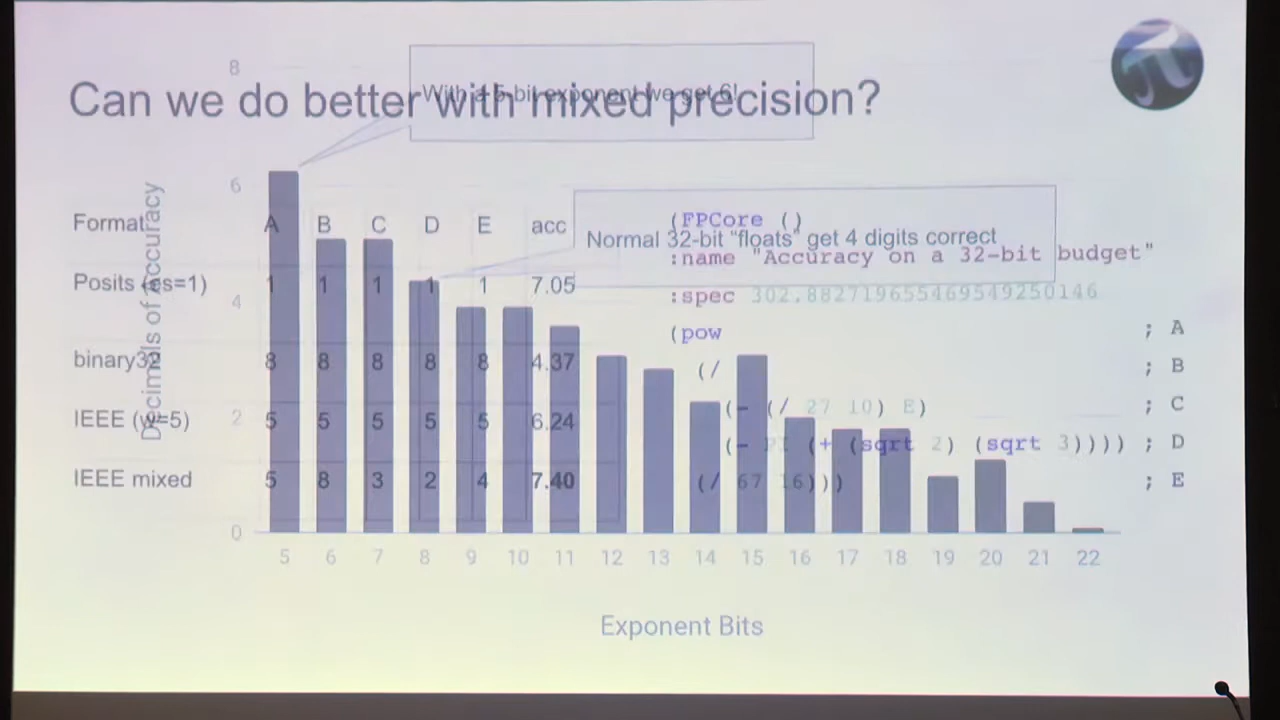 Can we do better with mixed precision?
With a 5-bit exponent we get 6!
Normal 32-bit "floats" get 4 digits correct
Format A B C D E acc
Posits (es=1) 1 1 1 1 1 7.05
binary32 8 8 8 8 8 4.37
IEEE (w=5) 5 5 5 5 5 6.24
IEEE mixed 5 8 3 2 4 7.40
(FPCore ()
:name "Accuracy on a 32-bit budget"
:spec 302.8827196554695492501​46
(pow ; A
(/ ; B
(- (/ 27 10) E) ; C
(- PI (+ (sqrt 2) (sqrt 3)))) ; D
(/ 67 16))) ; E
Decimals of accuracy
8
6
4
2
0
5 6 7 8 9 10 11 12 13 14 15 16 17 18 19 20 21 22
Exponent Bits